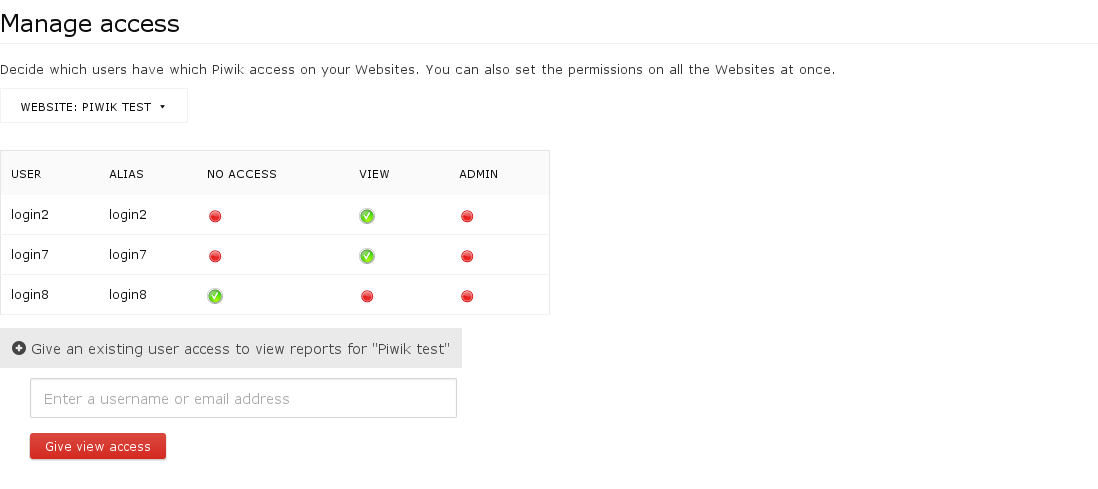 Manage access
Decide which users have which Piwik access on your Websites. You can also set the permissions on all the Websites at once.
WEBSITE: PIWIK TEST
USER ALIAS NO ACCESS VIEW ADMIN
login2 login2
login7 login7
login8 login8
Give an existing user access to view reports for "Piwik test"
Enter a username or email address
Give view access